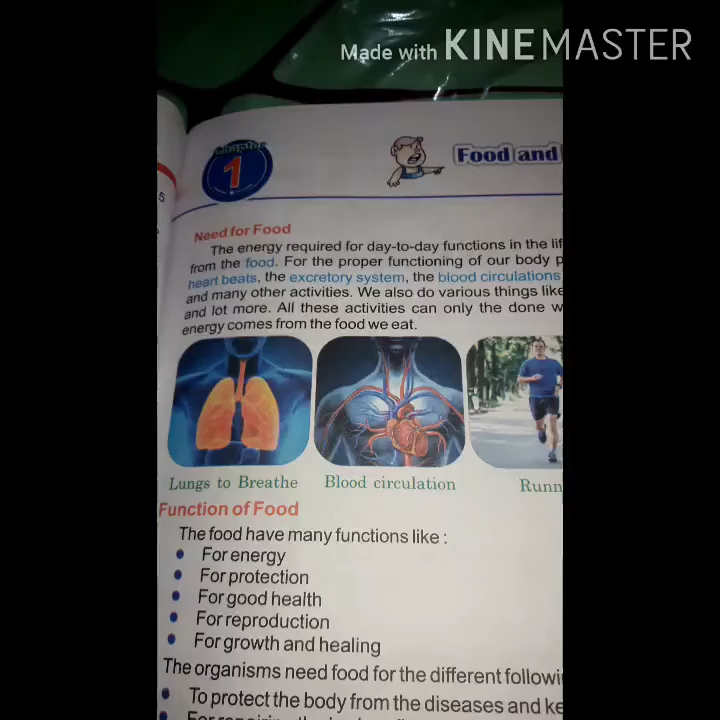 Made with KINEMASTER
Chapter
1
Food and
5
Need for Food
The energy required for day-to-day functions in the lif
from the food. For the proper functioning of our body p
heart beats, the excretory system, the blood circulations
and many other activities. We also do various things like
and lot more. All these activities can only the done w
energy comes from the food we eat.
Lungs to Breathe Blood circulation Runn
Function of Food
The food have many functions like :
• For energy
• For protection
• For good health
• For reproduction
• For growth and healing
The organisms need food for the different followi
• To protect the body from the diseases and ke